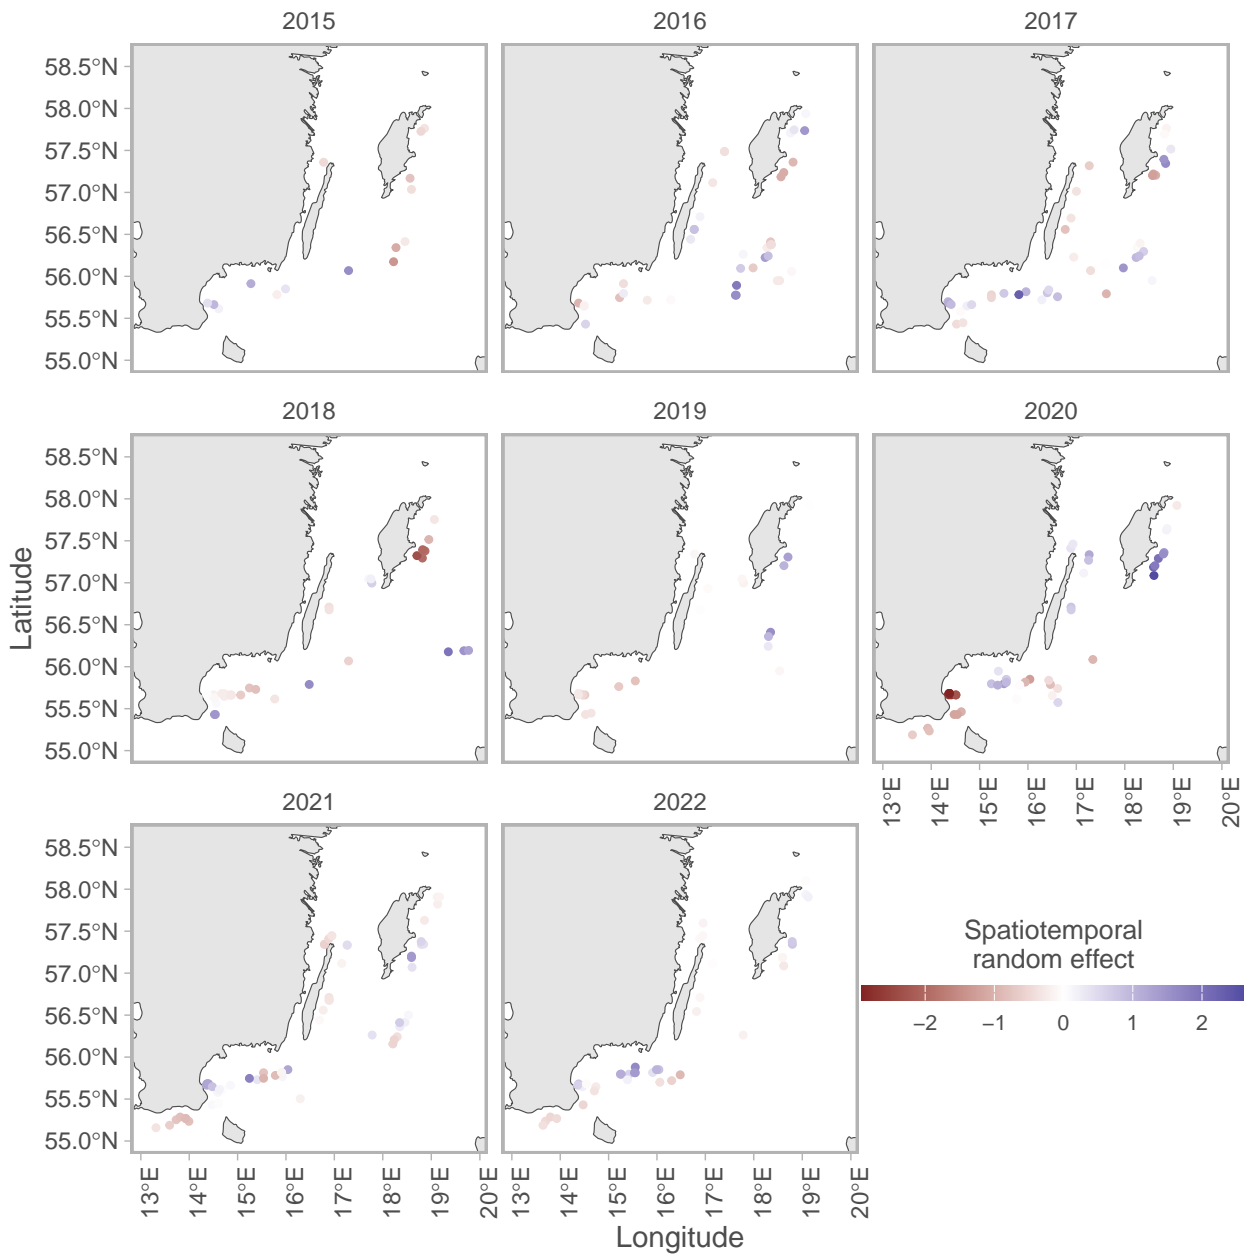 2015 2016 2017
58.5°N
58.0°N
57.5°N
57.0°N
56.5°N
56.0°N
55.5°N
55.0°N
2018 2019 2020
58.5°N
58.0°N
57.5°N
57.0°N
56.5°N
56.0°N
55.5°N
55.0°N
Latitude
13°E 14°E 15°E 16°E 17°E 18°E 19°E 20°E
2021 2022
58.5°N
58.0°N
57.5°N
57.0°N
56.5°N
56.0°N
55.5°N
55.0°N
Spatiotemporal
random effect
−2 −1 0 1 2
13°E 14°E 15°E 16°E 17°E 18°E 19°E 20°E 13°E 14°E 15°E 16°E 17°E 18°E 19°E 20°E
Longitude